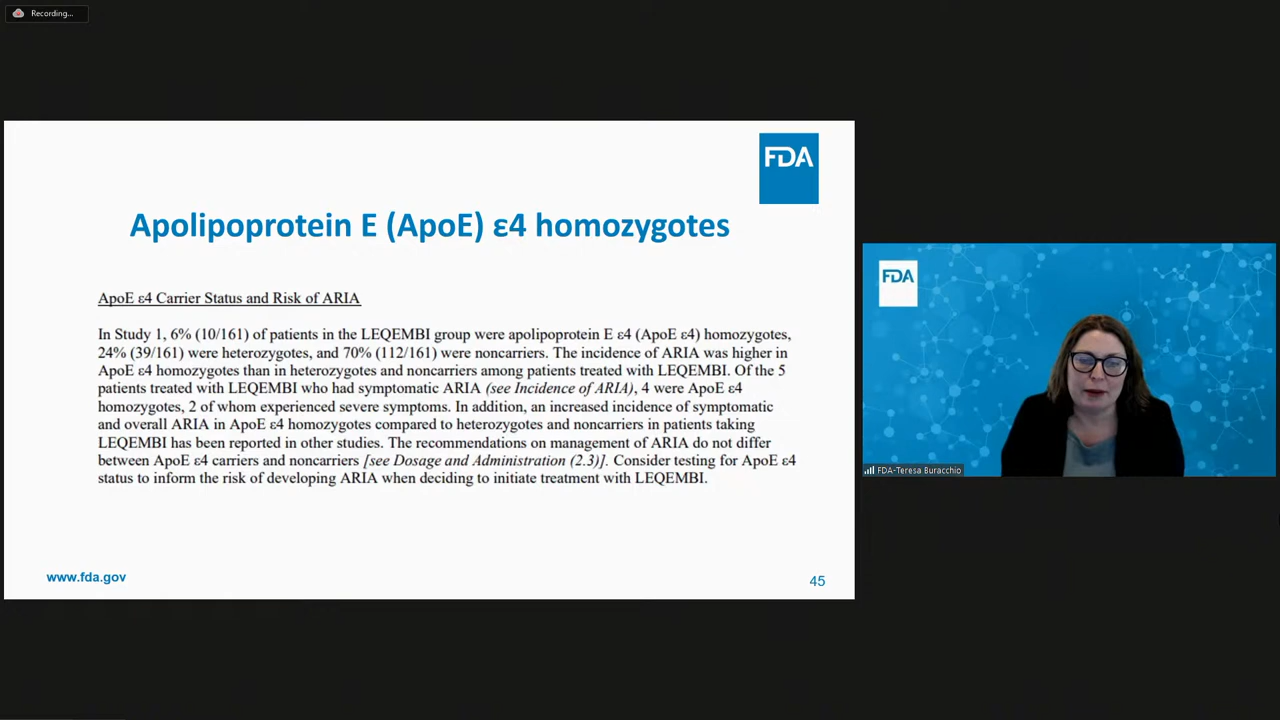 Recording...
FDA
Apolipoprotein E (ApoE) ε4 homozygotes
ApoE ε4 Carrier Status and Risk of ARIA
In Study 1, 6% (10/161) of patients in the LEQEMBI group were apolipoprotein E ε4 (ApoE ε4) homozygotes,
24% (39/161) were heterozygotes, and 70% (112/161) were noncarriers. The incidence of ARIA was higher in
ApoE ε4 homozygotes than in heterozygotes and noncarriers among patients treated with LEQEMBI. Of the 5
patients treated with LEQEMBI who had symptomatic ARIA (see Incidence of ARIA), 4 were ApoE ε4
homozygotes, 2 of whom experienced severe symptoms. In addition, an increased incidence of symptomatic
and overall ARIA in ApoE ε4 homozygotes compared to heterozygotes and noncarriers in patients taking
LEQEMBI has been reported in other studies. The recommendations on management of ARIA do not differ
between ApoE ε4 carriers and noncarriers [see Dosage and Administration (2.3)]. Consider testing for ApoE ε4
status to inform the risk of developing ARIA when deciding to initiate treatment with LEQEMBI.
www.fda.gov
45
FDA
FDA-Teresa Buracchio